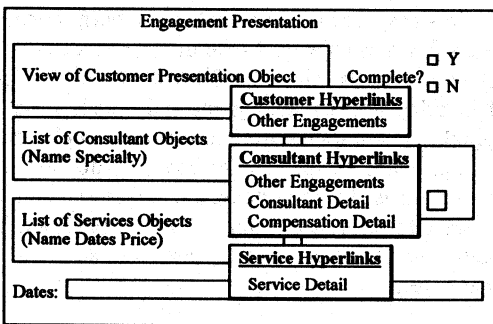 Engagement Presentation
View of Customer Presentation Object
Complete?
Y
N
Customer Hyperlinks
Other Engagements
List of Consultant Objects
(Name Specialty)
Consultant Hyperlinks
Other Engagements
Consultant Detail
Compensation Detail
List of Services Objects
(Name Dates Price)
Service Hyperlinks
Service Detail
Dates: